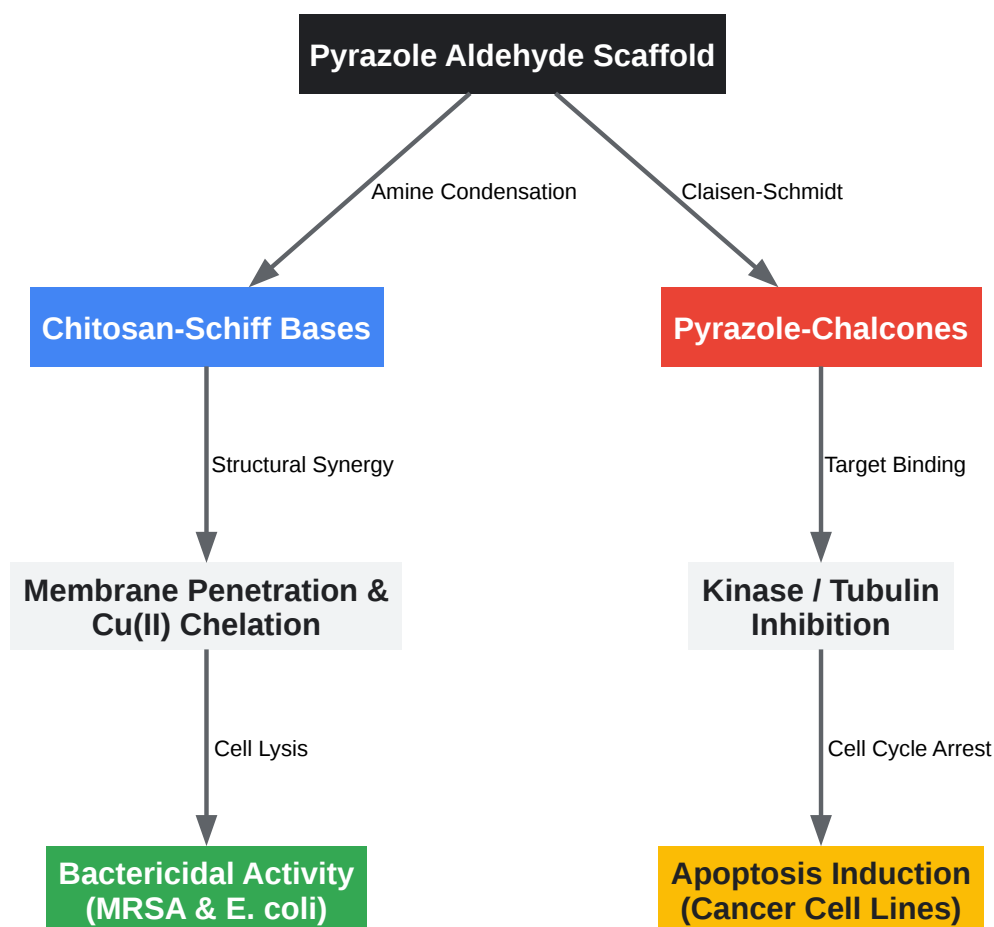 Pyrazole Aldehyde Scaffold
Amine Condensation
Claisen-Schmidt
Chitosan-Schiff Bases
Pyrazole-Chalcones
Structural Synergy
Target Binding
Membrane Penetration &
Cu(II) Chelation
Kinase / Tubulin
Inhibition
Cell Lysis
Cell Cycle Arrest
Bactericidal Activity
(MRSA & E. coli)
Apoptosis Induction
(Cancer Cell Lines)